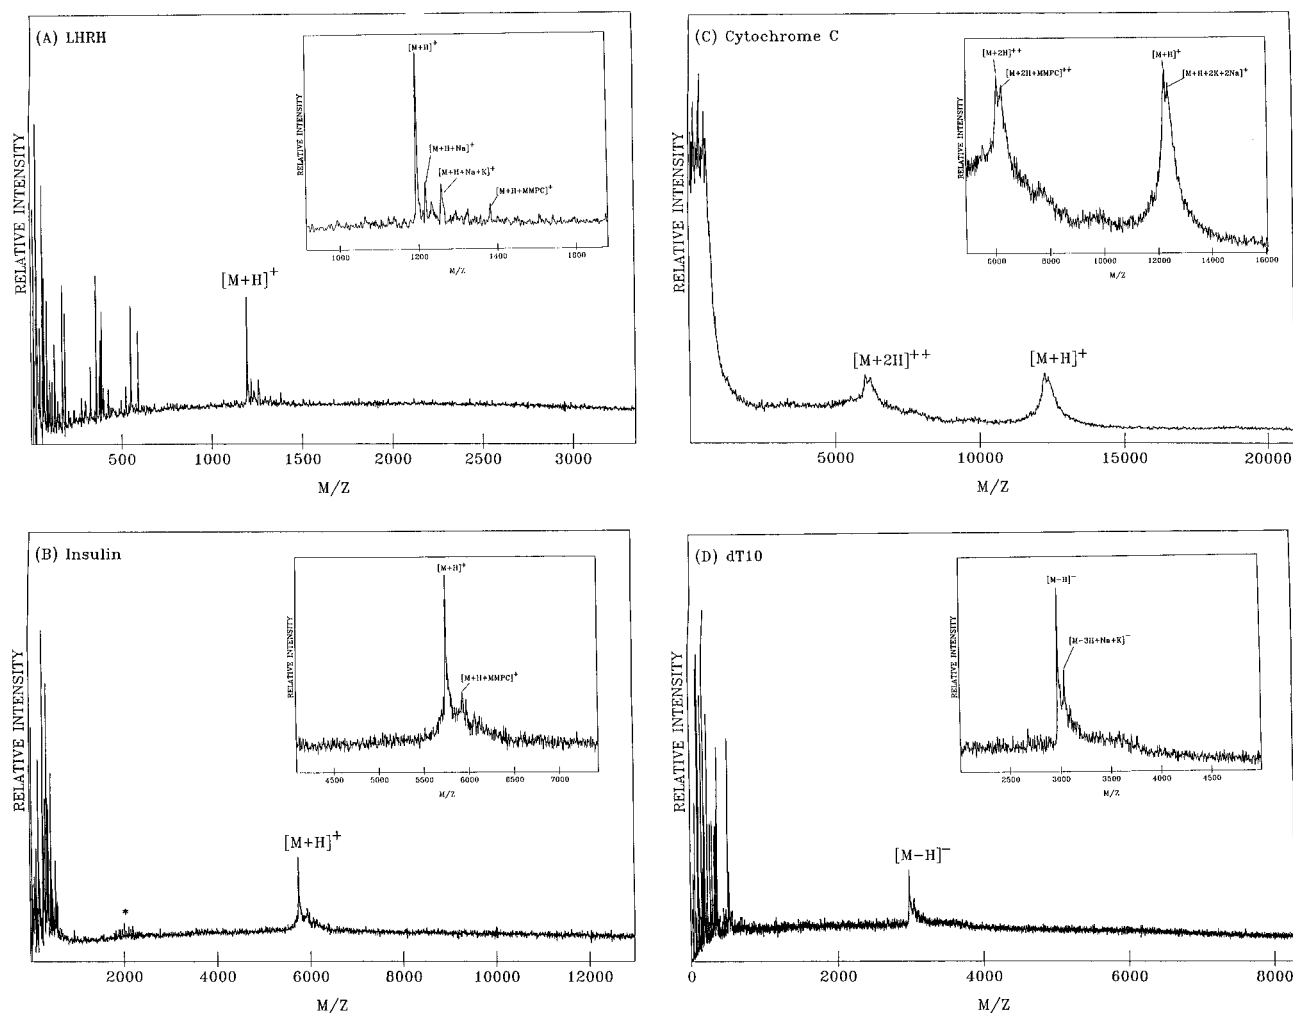 (A) LHRH
RELATIVE INTENSITY
[M+H]+
500 1000 1500 2000 2500 3000
M/Z
RELATIVE INTENSITY
[M+H]+
[M+H+Na]+
[M+H+Na+K]+
[M+H+MMPC]+
1000 1200 1400 1600 1800
M/Z
(B) Insulin
RELATIVE INTENSITY
*
[M+H]+
2000 4000 6000 8000 10000 12000
M/Z
RELATIVE INTENSITY
[M+H]+
[M+H+MMPC]+
4500 5000 5500 6000 6500 7000
M/Z
(C) Cytochrome C
RELATIVE INTENSITY
[M+2H]++
[M+H]+
5000 10000 15000 20000
M/Z
RELATIVE INTENSITY
[M+2H]++
[M+2H+MMPC]++
[M+H]+
[M+H+2K+2Na]+
6000 8000 10000 12000 14000 16000
M/Z
(D) dT10
RELATIVE INTENSITY
[M−H]−
0 2000 4000 6000 8000
M/Z
RELATIVE INTENSITY
[M−H]−
[M−3H+Na+K]−
2500 3000 3500 4000 4500
M/Z